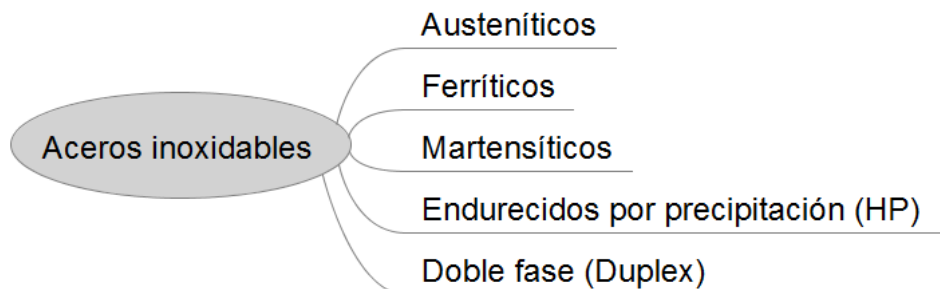 Austeníticos
Ferríticos
Aceros inoxidables
Martensíticos
Endurecidos por precipitación (HP)
Doble fase (Duplex)